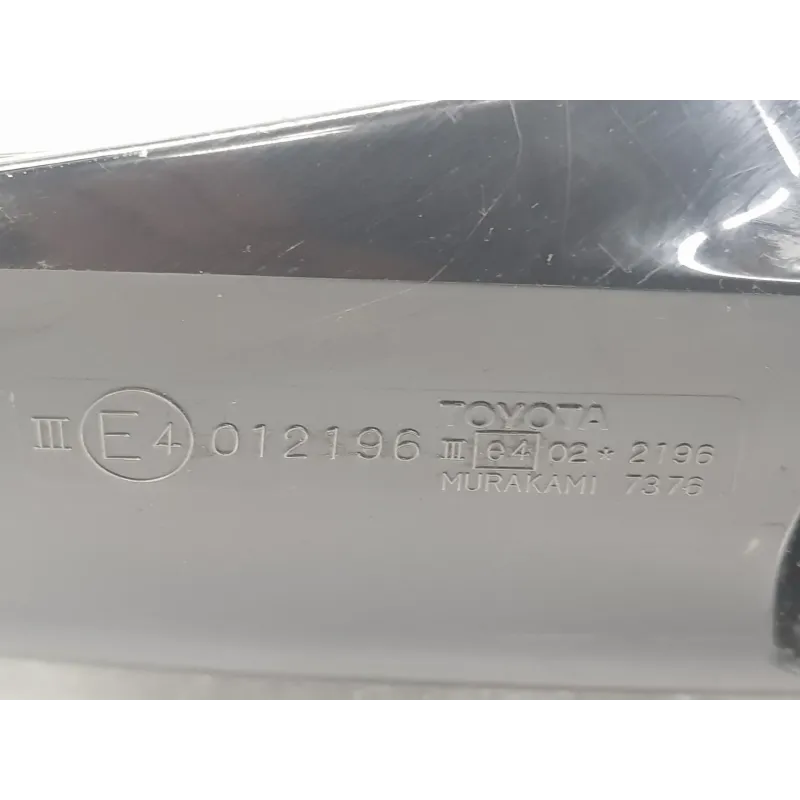 III E4 012196
TOYOTA
III e4 02 * 2196
MURAKAMI 7376